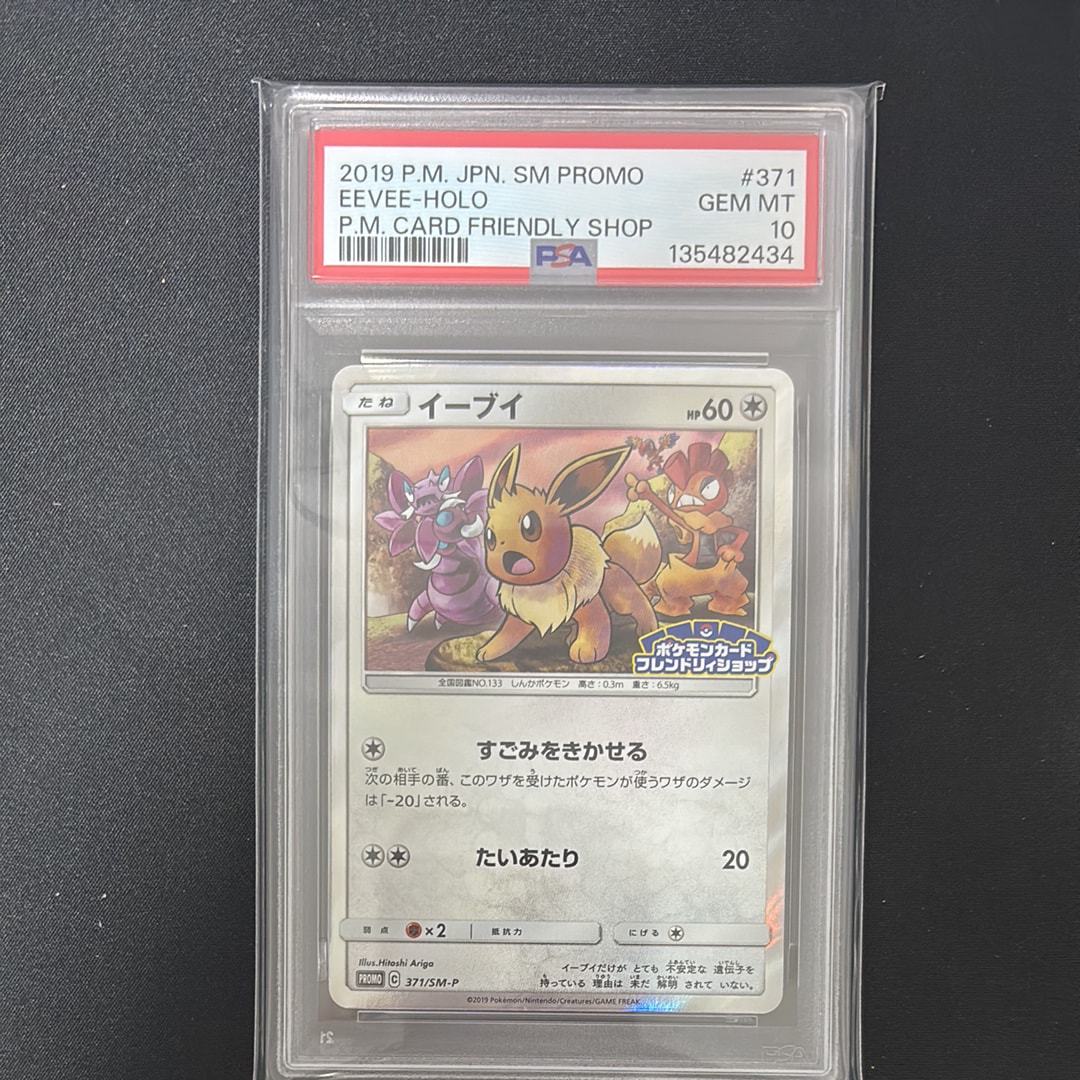 2019 P.M. JPN. SM PROMO #371
EEVEE-HOLO GEM MT
P.M. CARD FRIENDLY SHOP 10
PSA 135482434
たね イーブイ HP60
ポケモンカード
フレンドリィショップ
全国図鑑NO.133 しんかポケモン 高さ:0.3m 重さ:6.5kg
すごみをきかせる
次の相手の番、このワザを受けたポケモンが使うワザのダメージ
は「-20」される。
たいあたり 20
弱点 ×2 抵抗力 にげる
Illus.Hitoshi Ariga
イーブイだけが とても 不安定な 遺伝子を
持っている 理由は 未だ 解明 されて いない。
PROMO C 371/SM-P
©2019 Pokémon/Nintendo/Creatures/GAME FREAK.